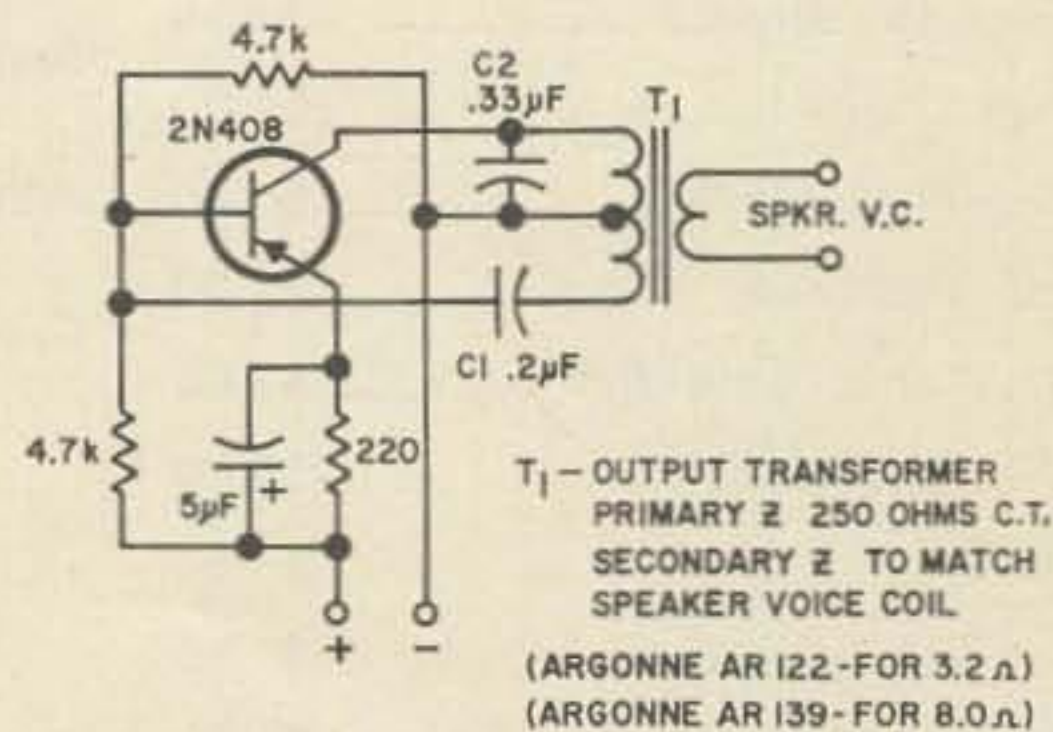 4.7k
C2
.33µF
T1
2N408
SPKR. V.C.
C1 .2µF
4.7k
220
5µF
+
+
-
T1 – OUTPUT TRANSFORMER
PRIMARY Z 250 OHMS C.T.
SECONDARY Z TO MATCH
SPEAKER VOICE COIL
(ARGONNE AR 122-FOR 3.2Ω)
(ARGONNE AR 139-FOR 8.0Ω)